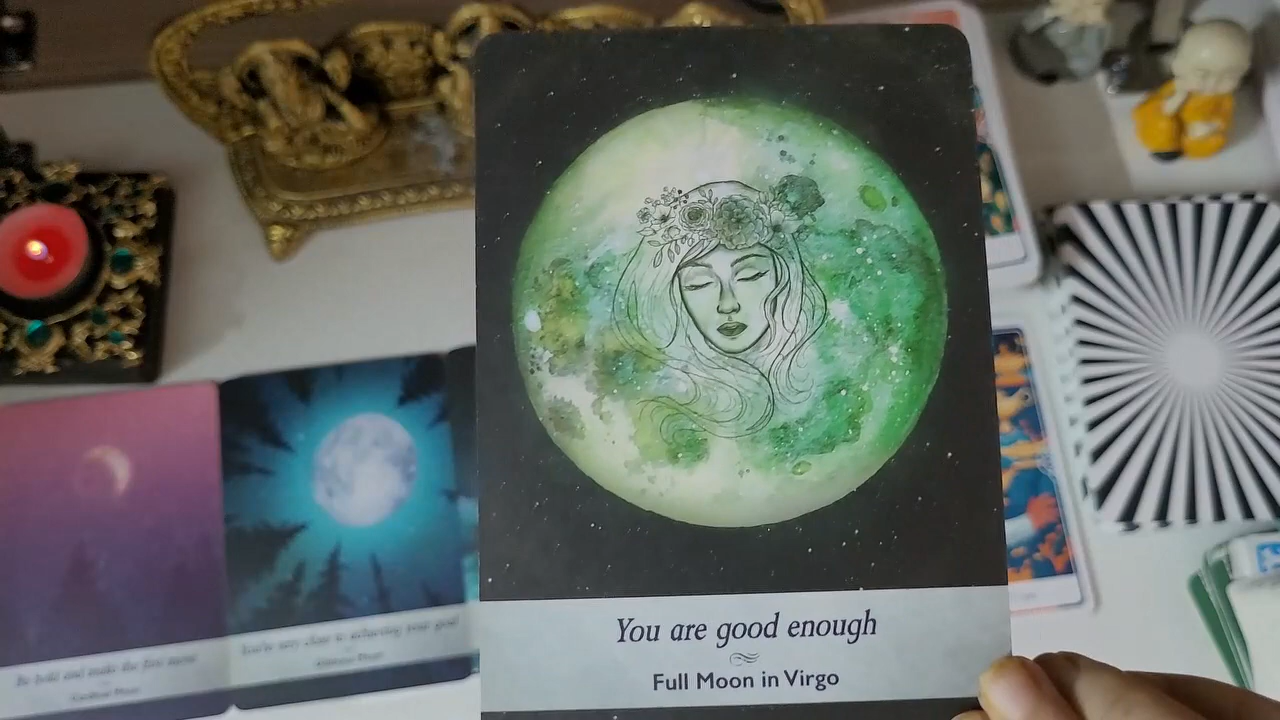 You are good enough
Full Moon in Virgo
Be bold and make the first move
You're very close to achieving your goal